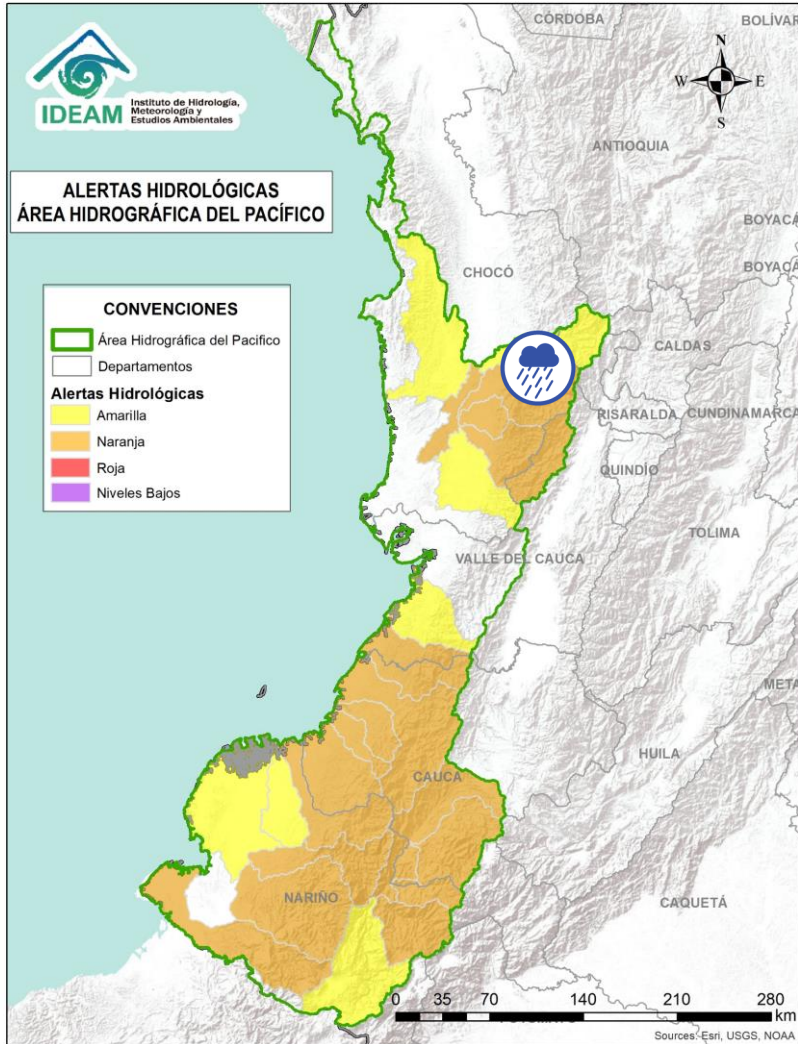 IDEAM
Instituto de Hidrología,
Meteorología y
Estudios Ambientales
ALERTAS HIDROLÓGICAS
ÁREA HIDROGRÁFICA DEL PACÍFICO
CONVENCIONES
Área Hidrográfica del Pacifico
Departamentos
Alertas Hidrológicas
Amarilla
Naranja
Roja
Niveles Bajos
N
W
E
S
CÓRDOBA
BOLÍVAR
ANTIOQUIA
BOYACÁ
BOYACÁ
CHOCÓ
CALDAS
RISARALDA
CUNDINAMARCA
QUINDÍO
TOLIMA
VALLE DEL CAUCA
META
HUILA
CAUCA
NARIÑO
CAQUETÁ
0 35 70 140 210 280
km
Sources: Esri, USGS, NOAA